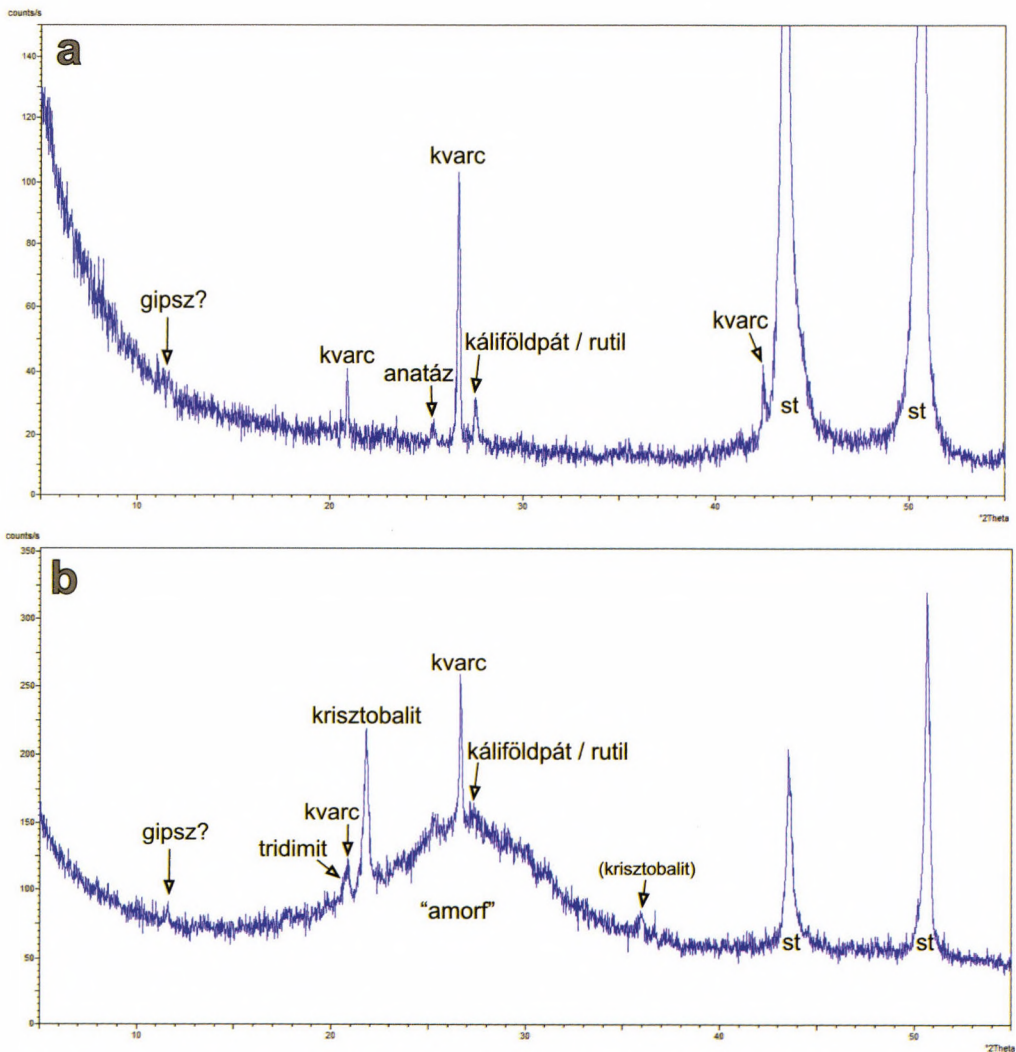 counts/s
a
140
120
100
80
60
40
20
0
kvarc
gipsz?
kvarc
anatáz
káliföldpát / rutil
kvarc
st
st
10
20
30
40
50
°2Theta
counts/s
b
350
300
250
200
150
100
50
0
kvarc
krisztobalit
káliföldpát / rutil
kvarc
gipsz?
tridimit
(krisztobalit)
"amorf"
st
st
10
20
30
40
50
°2Theta